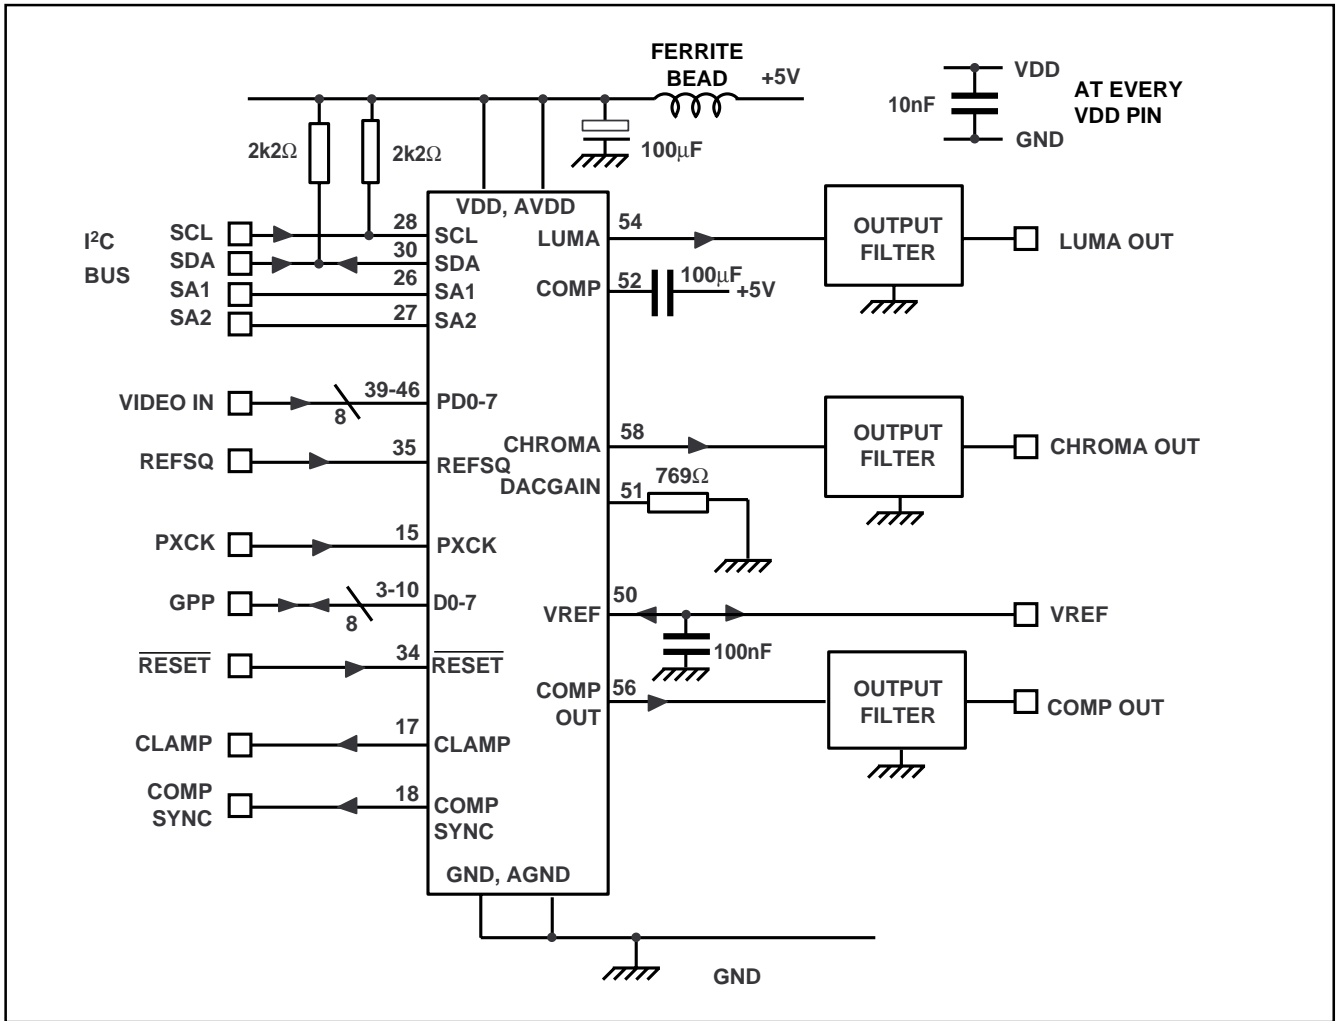 FERRITE
BEAD
+5V
VDD
10nF
AT EVERY
VDD PIN
GND
2k2Ω
2k2Ω
100μF
VDD, AVDD
I²C
BUS
SCL
28
SCL
SDA
30
SDA
SA1
26
SA1
SA2
27
SA2
LUMA
54
OUTPUT
FILTER
LUMA OUT
COMP
52
100μF
+5V
VIDEO IN
8
39-46
PD0-7
REFSQ
35
REFSQ
CHROMA
58
OUTPUT
FILTER
CHROMA OUT
DACGAIN
51
769Ω
PXCK
15
PXCK
GPP
8
3-10
D0-7
VREF
50
100nF
VREF
RESET
34
RESET
COMP
OUT
56
OUTPUT
FILTER
COMP OUT
CLAMP
17
CLAMP
COMP
SYNC
18
COMP
SYNC
GND, AGND
GND